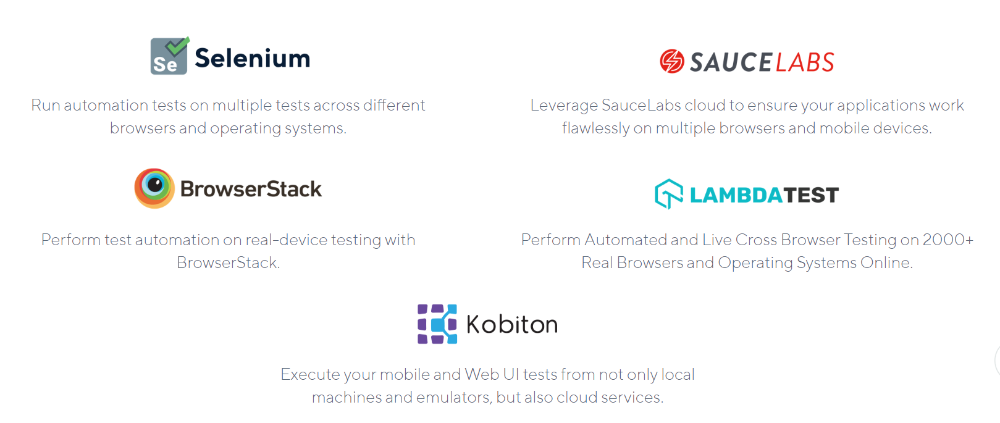 Se Selenium
SAUCELABS
Run automation tests on multiple tests across different
browsers and operating systems.
Leverage SauceLabs cloud to ensure your applications work
flawlessly on multiple browsers and mobile devices.
BrowserStack
LAMBDATEST
Perform test automation on real-device testing with
BrowserStack.
Perform Automated and Live Cross Browser Testing on 2000+
Real Browsers and Operating Systems Online.
Kobiton
Execute your mobile and Web UI tests from not only local
machines and emulators, but also cloud services.